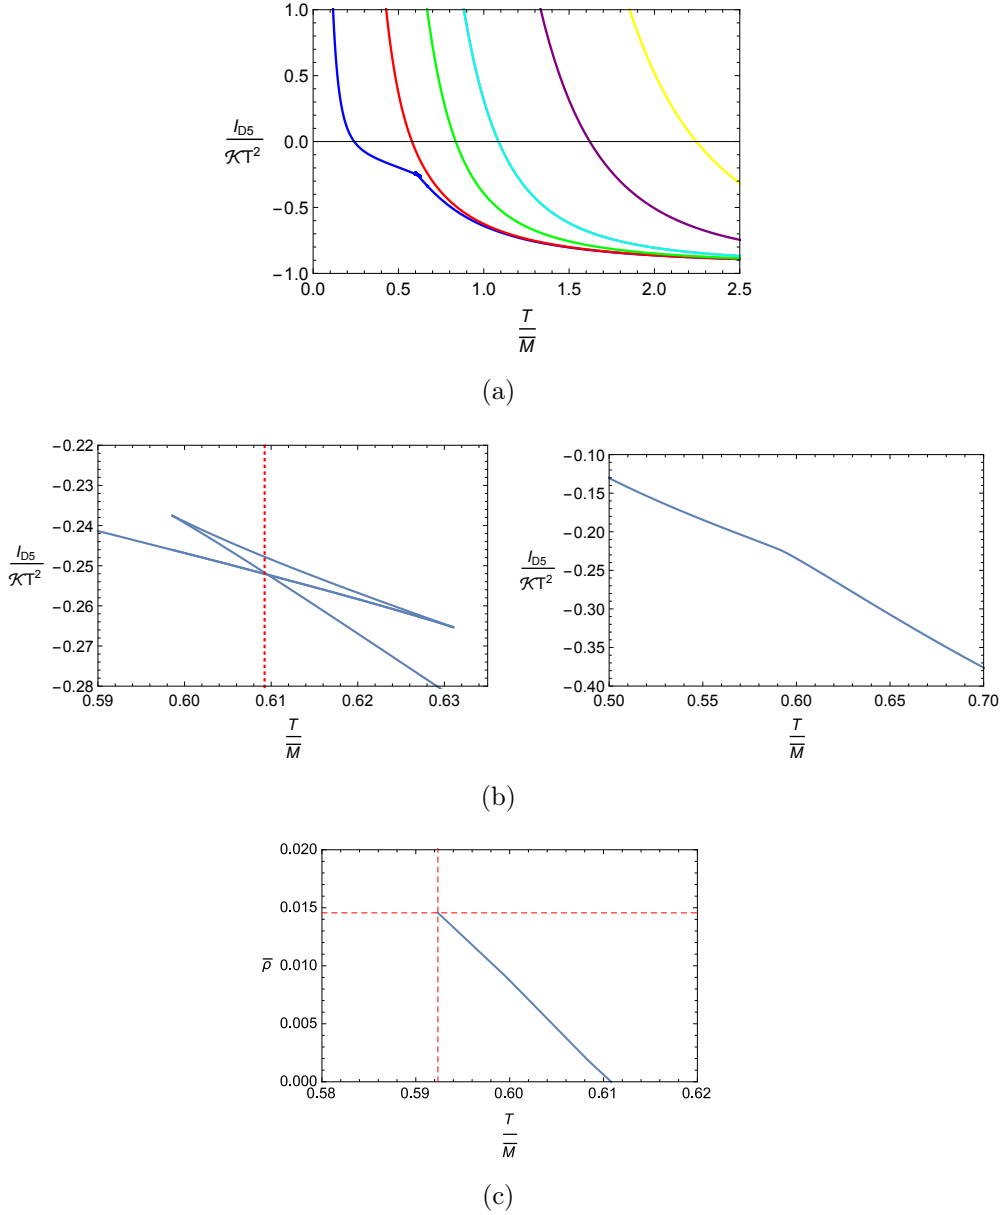 1.0
0.5
0.0
−0.5
−1.0
I_D5
𝒦T²
0.0 0.5 1.0 1.5 2.0 2.5
T
M̅
(a)
−0.22
−0.23
−0.24
−0.25
−0.26
−0.27
−0.28
I_D5
𝒦T²
0.59 0.60 0.61 0.62 0.63
T
M̅
−0.10
−0.15
−0.20
−0.25
−0.30
−0.35
−0.40
I_D5
𝒦T²
0.50 0.55 0.60 0.65 0.70
T
M̅
(b)
0.020
0.015
0.010
0.005
0.000
ρ̅
0.58 0.59 0.60 0.61 0.62
T
M̅
(c)